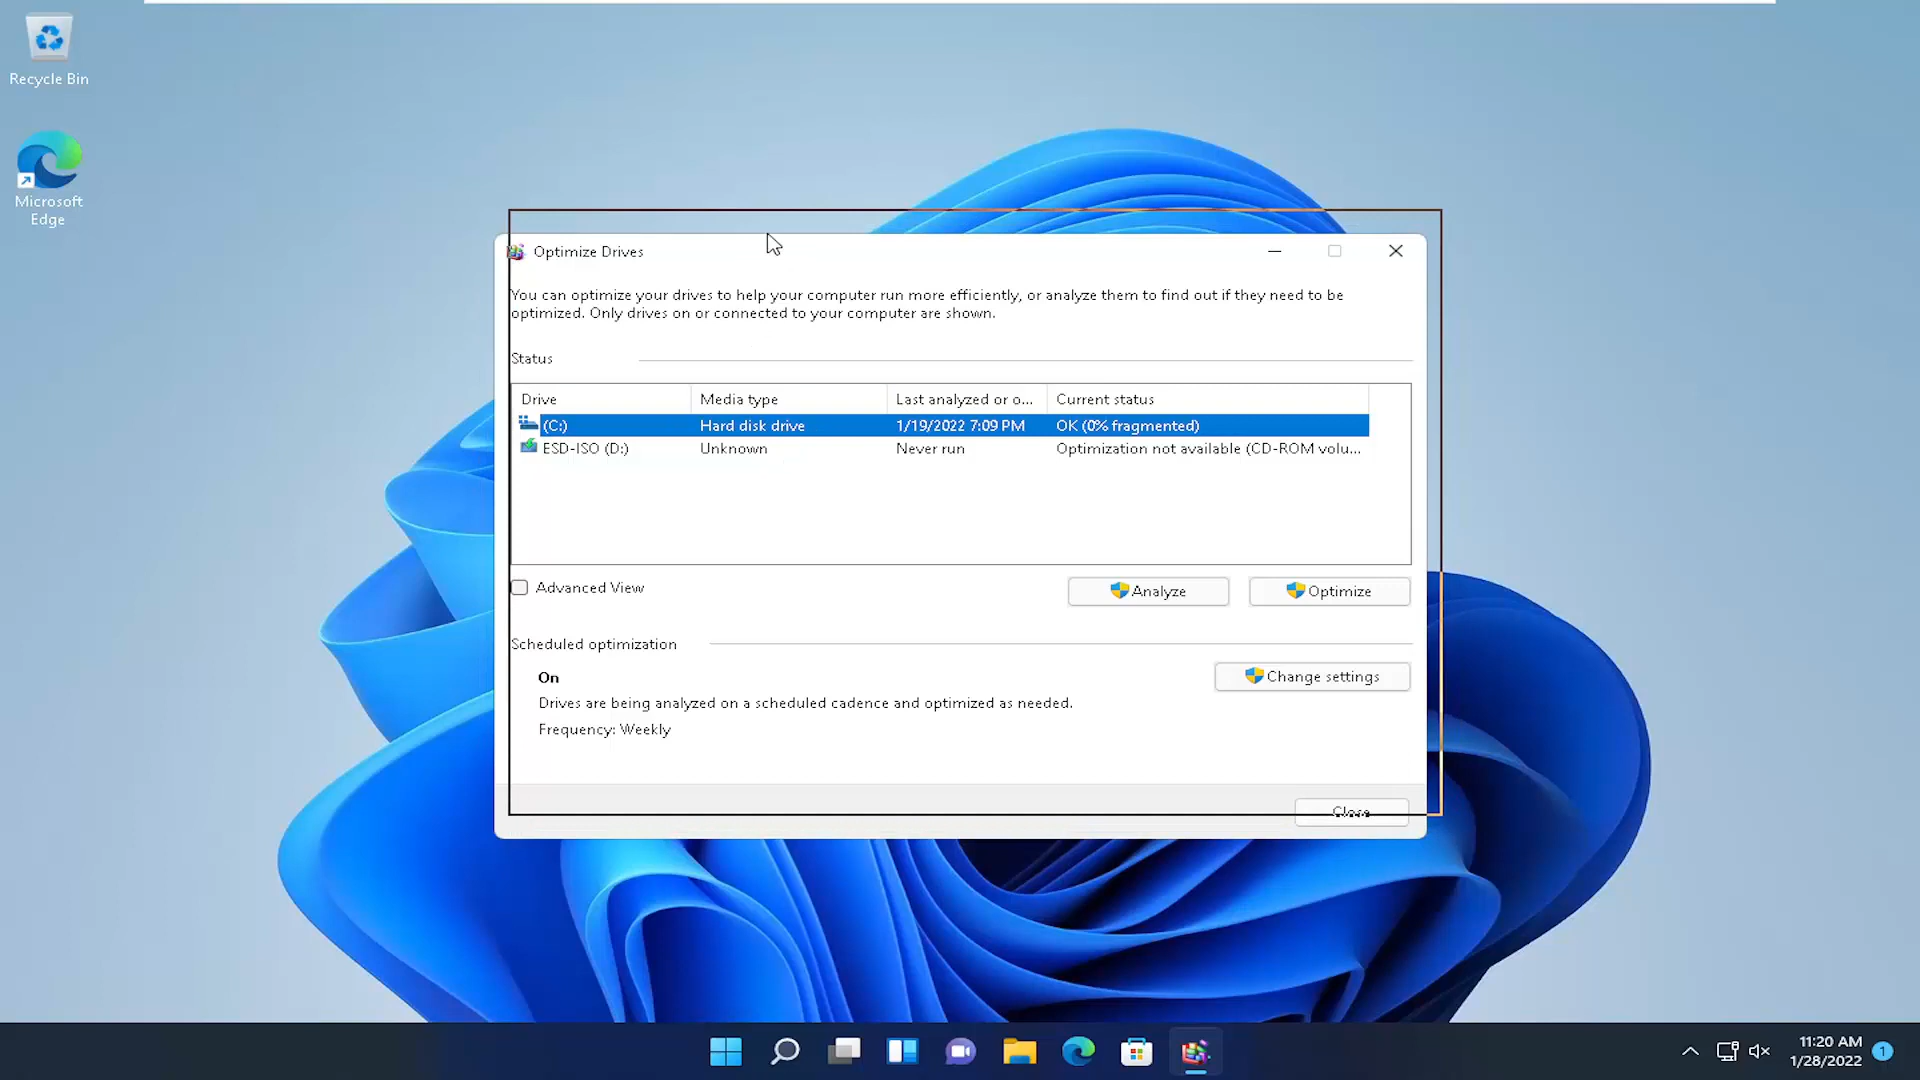 Recycle Bin
Microsoft
Edge
Optimize Drives
You can optimize your drives to help your computer run more efficiently, or analyze them to find out if they need to be
optimized. Only drives on or connected to your computer are shown.
Status
Drive Media type Last analyzed or o... Current status
(C:) Hard disk drive 1/19/2022 7:09 PM OK (0% fragmented)
ESD-ISO (D:) Unknown Never run Optimization not available (CD-ROM volu...
Advanced View Analyze Optimize
Scheduled optimization
On Change settings
Drives are being analyzed on a scheduled cadence and optimized as needed.
Frequency: Weekly
Close
11:20 AM
1/28/2022
1